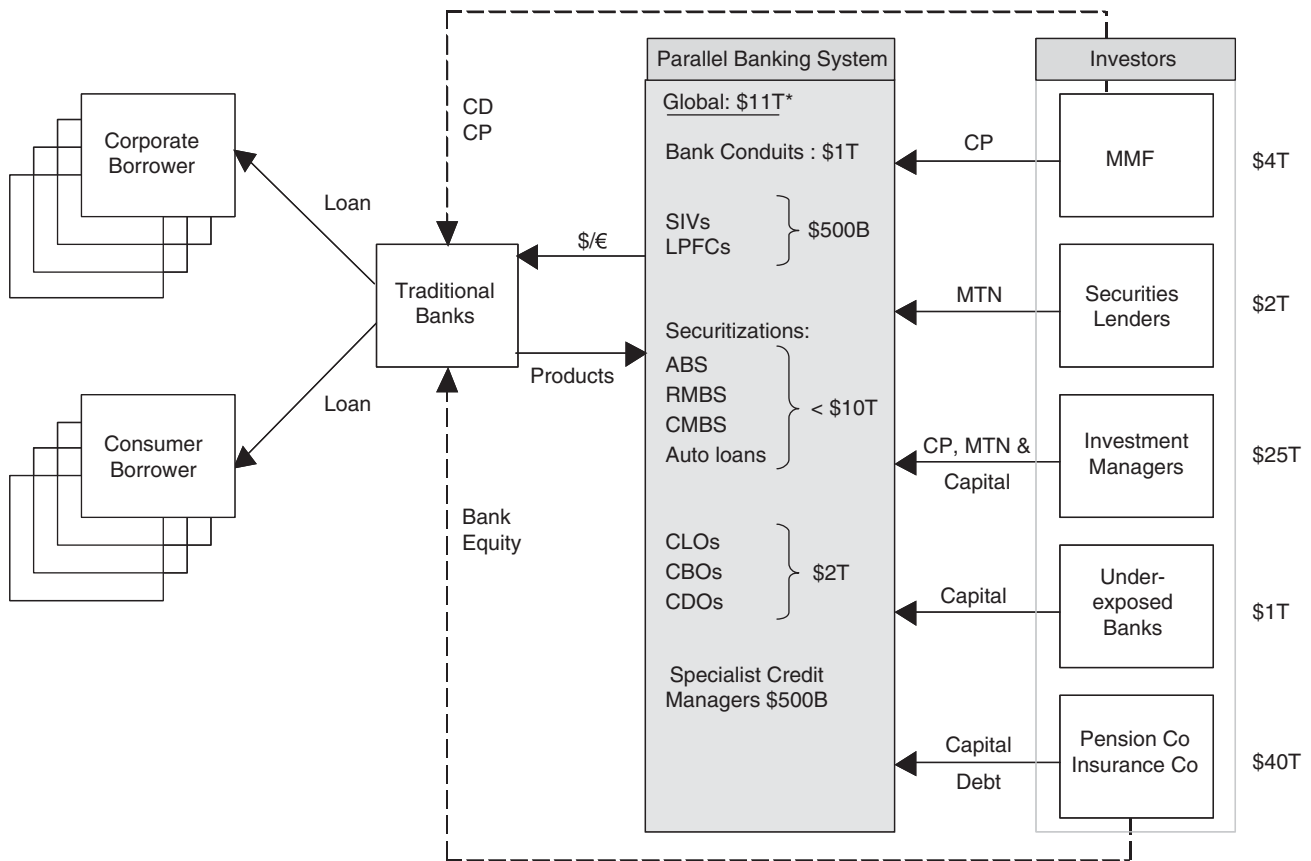 Parallel Banking System
Investors
Global: $11T*
CD
CP
Corporate
Borrower
Bank Conduits : $1T
CP
MMF
$4T
Loan
SIVs
LPFCs
$500B
$/€
Traditional
Banks
MTN
Securities
Lenders
$2T
Securitizations:
Products
ABS
RMBS
CMBS
Auto loans
< $10T
Loan
Consumer
Borrower
CP, MTN &
Capital
Investment
Managers
$25T
Bank
Equity
CLOs
CBOs
CDOs
$2T
Capital
Under-
exposed
Banks
$1T
Specialist Credit
Managers $500B
Capital
Debt
Pension Co
Insurance Co
$40T